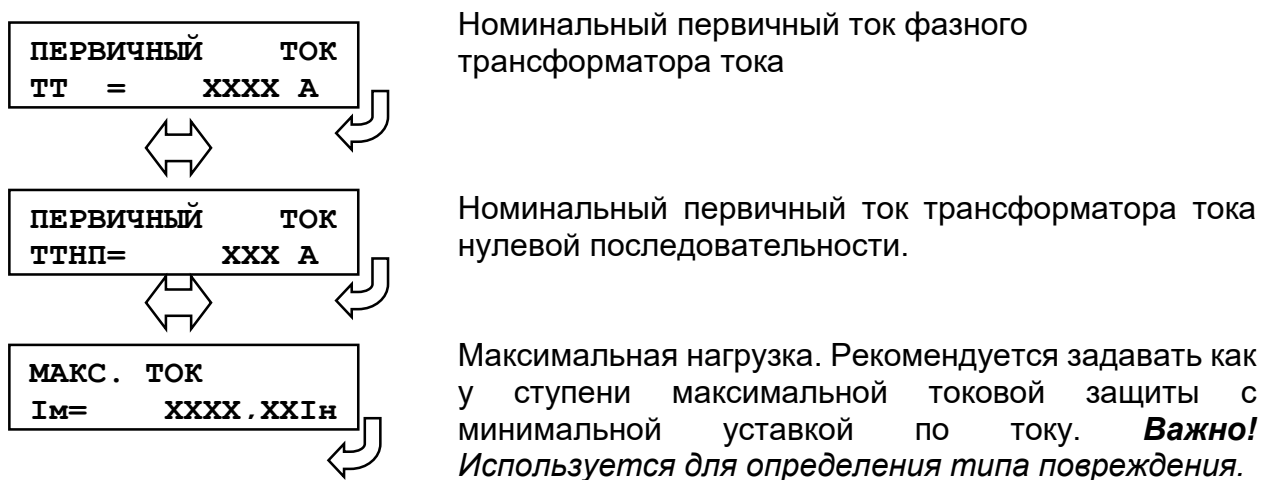 ПЕРВИЧНЫЙ ТОК
ТТ = XXXX А
Номинальный первичный ток фазного
трансформатора тока
ПЕРВИЧНЫЙ ТОК
ТТНП= XXX А
Номинальный первичный ток трансформатора тока
нулевой последовательности.
МАКС. ТОК
Iм= XXXX,XXIн
Максимальная нагрузка. Рекомендуется задавать как
у ступени максимальной токовой защиты с
минимальной уставкой по току. Важно!
Используется для определения типа повреждения.